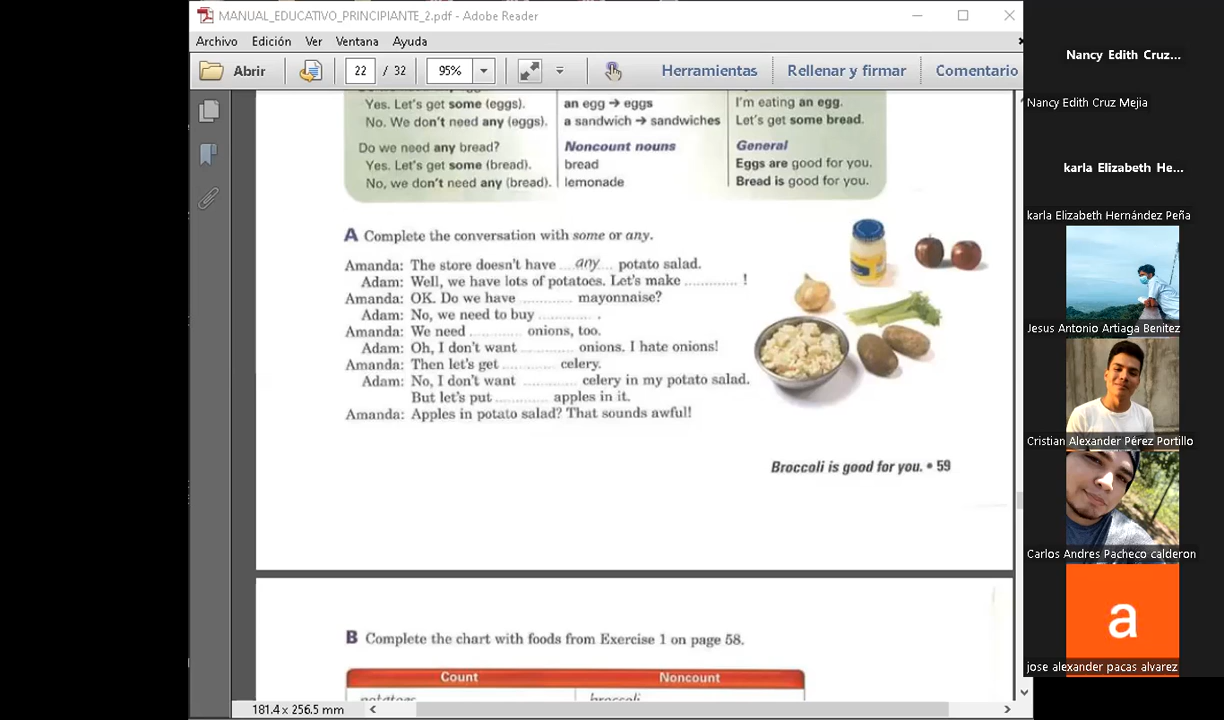 MANUAL_EDUCATIVO_PRINCIPIANTE_2.pdf - Adobe Reader
Archivo Edición Ver Ventana Ayuda
Abrir 22 / 32 95% Herramientas Rellenar y firmar Comentario
Yes. Let's get some (eggs).
No. We don't need any (eggs).
Do we need any bread?
Yes. Let's get some (bread).
No, we don't need any (bread).
an egg → eggs
a sandwich → sandwiches
Noncount nouns
bread
lemonade
I'm eating an egg.
Let's get some bread.
General
Eggs are good for you.
Bread is good for you.
A Complete the conversation with some or any.
Amanda: The store doesn't have ....any.... potato salad.
Adam: Well, we have lots of potatoes. Let's make ............ !
Amanda: OK. Do we have ............ mayonnaise?
Adam: No, we need to buy ............ .
Amanda: We need ............ onions, too.
Adam: Oh, I don't want ............ onions. I hate onions!
Amanda: Then let's get ............ celery.
Adam: No, I don't want ............ celery in my potato salad.
But let's put ............ apples in it.
Amanda: Apples in potato salad? That sounds awful!
Broccoli is good for you. • 59
B Complete the chart with foods from Exercise 1 on page 58.
Count Noncount
potatoes broccoli
181.4 x 256.5 mm
Nancy Edith Cruz...
Nancy Edith Cruz Mejia
karla Elizabeth He...
karla Elizabeth Hernández Peña
Jesus Antonio Artiaga Benitez
Cristian Alexander Pérez Portillo
Carlos Andres Pacheco calderon
a
jose alexander pacas alvarez